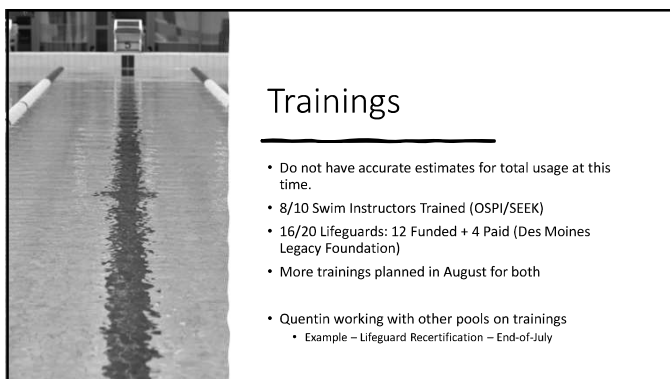 Trainings
• Do not have accurate estimates for total usage at this
time.
• 8/10 Swim Instructors Trained (OSPI/SEEK)
• 16/20 Lifeguards: 12 Funded + 4 Paid (Des Moines
Legacy Foundation)
• More trainings planned in August for both
• Quentin working with other pools on trainings
• Example – Lifeguard Recertification – End-of-July